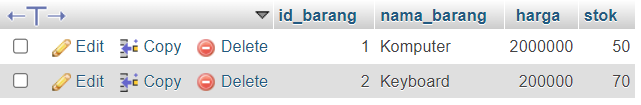 id_barang nama_barang harga stok
Edit Copy Delete 1 Komputer 2000000 50
Edit Copy Delete 2 Keyboard 200000 70